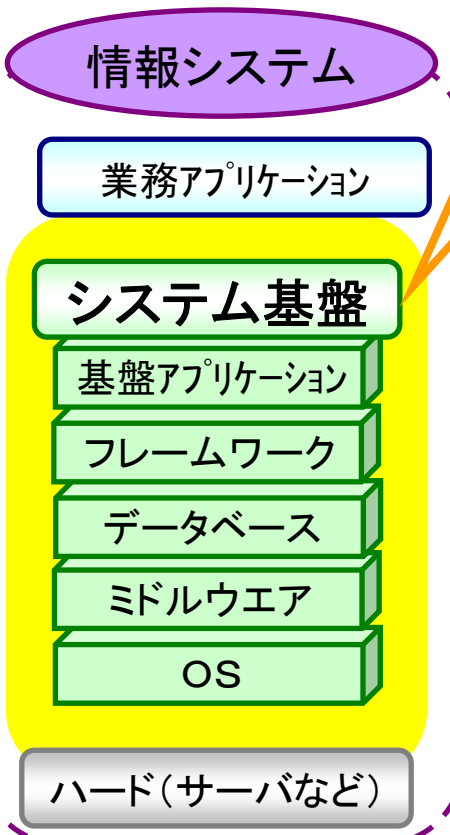 情報システム
業務アプリケーション
システム基盤
基盤アプリケーション
フレームワーク
データベース
ミドルウエア
OS
ハード(サーバなど)